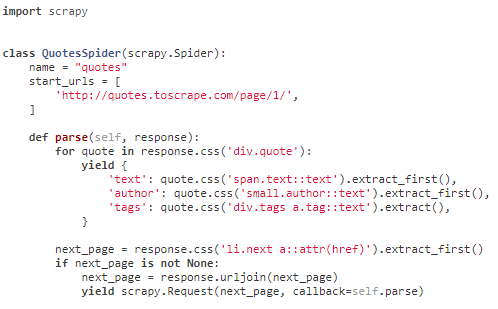 import scrapy
class QuotesSpider(scrapy.Spider):
    name = "quotes"
    start_urls = [
        'http://quotes.toscrape.com/page/1/',
    ]
    def parse(self, response):
        for quote in response.css('div.quote'):
            yield {
                'text': quote.css('span.text::text').extract_first(),
                'author': quote.css('small.author::text').extract_first(),
                'tags': quote.css('div.tags a.tag::text').extract(),
            }
        next_page = response.css('li.next a::attr(href)').extract_first()
        if next_page is not None:
            next_page = response.urljoin(next_page)
            yield scrapy.Request(next_page, callback=self.parse)